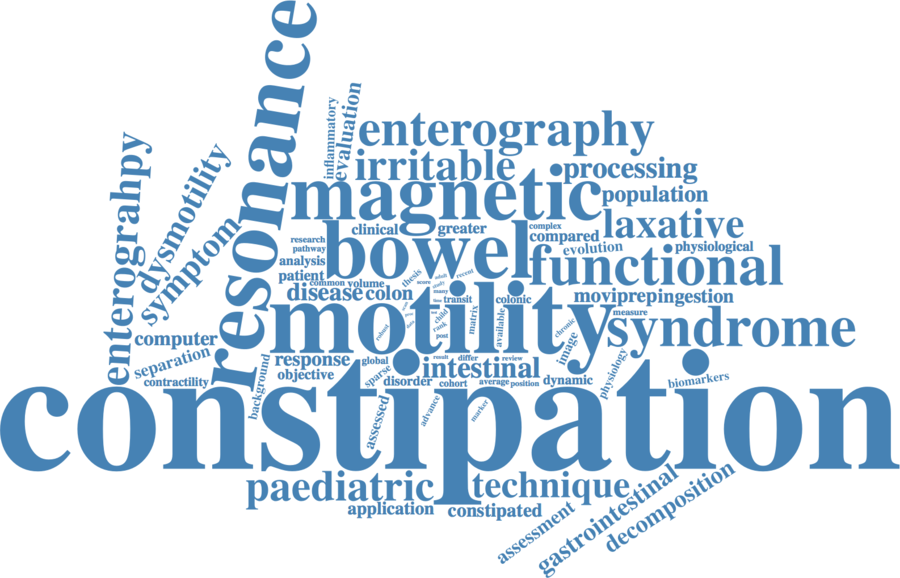 resonance
inflammatory
evaluation
enterography
enterograhpy
dysmotility
symptom
irritable
processing
magnetic
population
clinical
greater
complex
compared
laxative
research
pathway
bowel
evolution
physiological
analysis
functional
patient
common
volume
thesis
score
adult
study
recent
many
disease
colon
transit
colonic
moviprepingestion
motility
measure
syndrome
robust
child
rank
post
matrix
available
chronic
image
computer
separation
contractility
background
response
objective
global
sparse
result
differ
review
intestinal
disorder
cohort
average
position
dynamic
physiology
biomarkers
constipation
assessed
advance
marker
paediatric
technique
application
constipated
assessment
gastrointestinal
decomposition